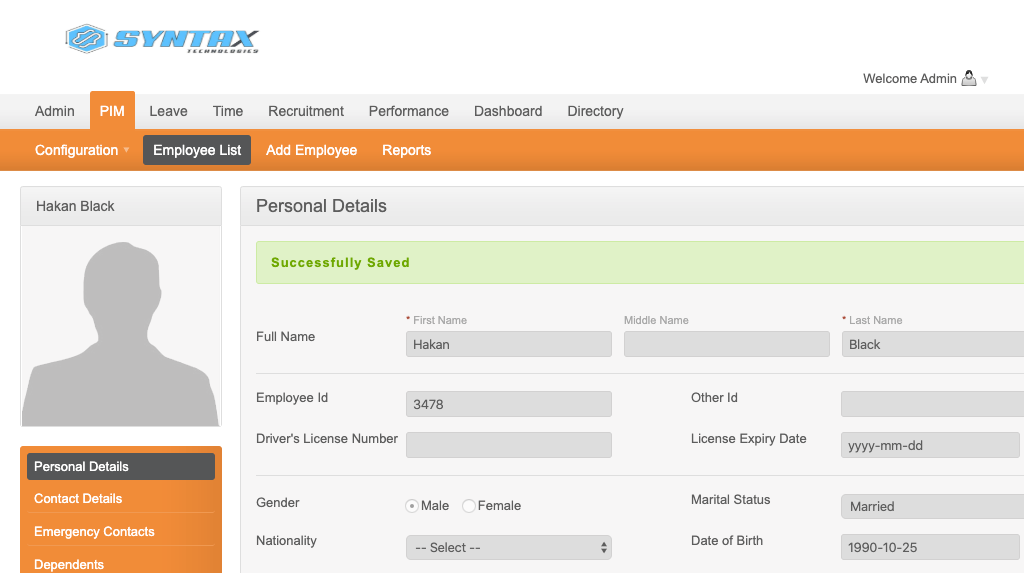 SYNTAX
TECHNOLOGIES
Welcome Admin
Admin PIM Leave Time Recruitment Performance Dashboard Directory
Configuration Employee List Add Employee Reports
Hakan Black
Personal Details
Successfully Saved
* First Name Middle Name * Last Name
Full Name Hakan Black
Employee Id 3478 Other Id
Driver's License Number License Expiry Date yyyy-mm-dd
Gender Male Female Marital Status Married
Nationality -- Select -- Date of Birth 1990-10-25
Personal Details
Contact Details
Emergency Contacts
Dependents